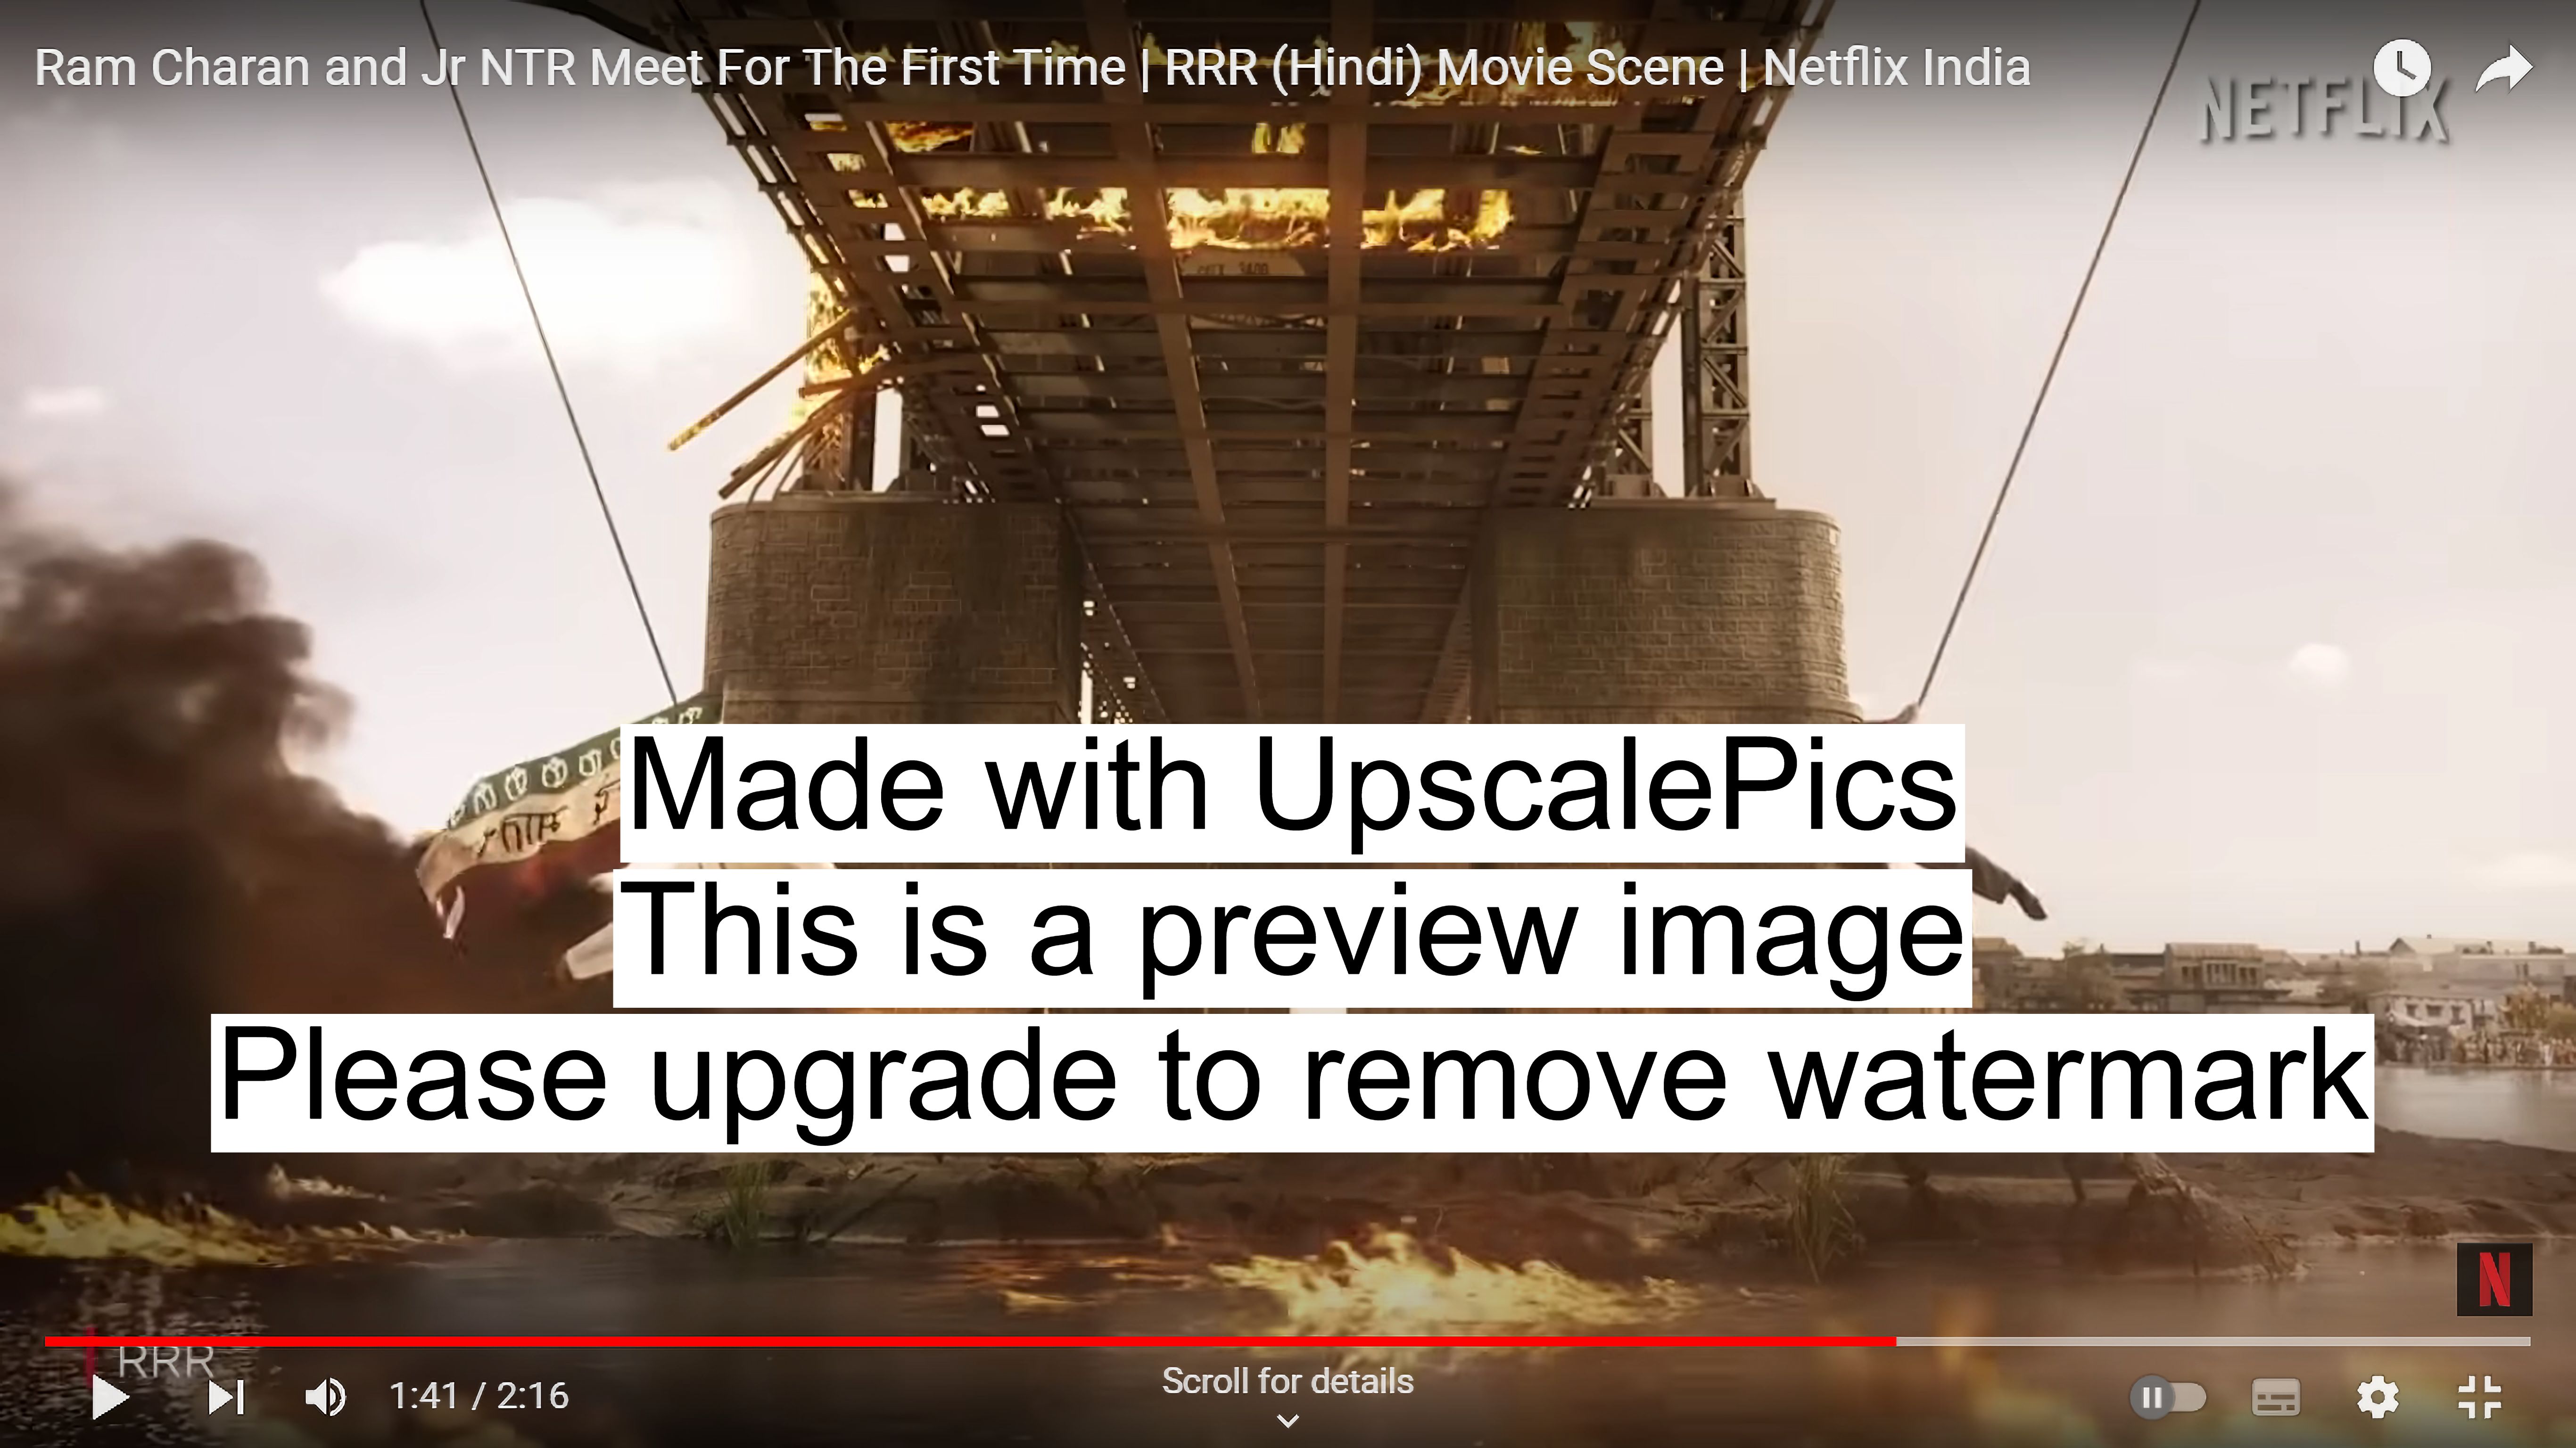 Ram Charan and Jr NTR Meet For The First Time | RRR (Hindi) Movie Scene | Netflix India
NETFLIX
Made with UpscalePics
This is a preview image
Please upgrade to remove watermark
N
RRR
1:41 / 2:16
Scroll for details